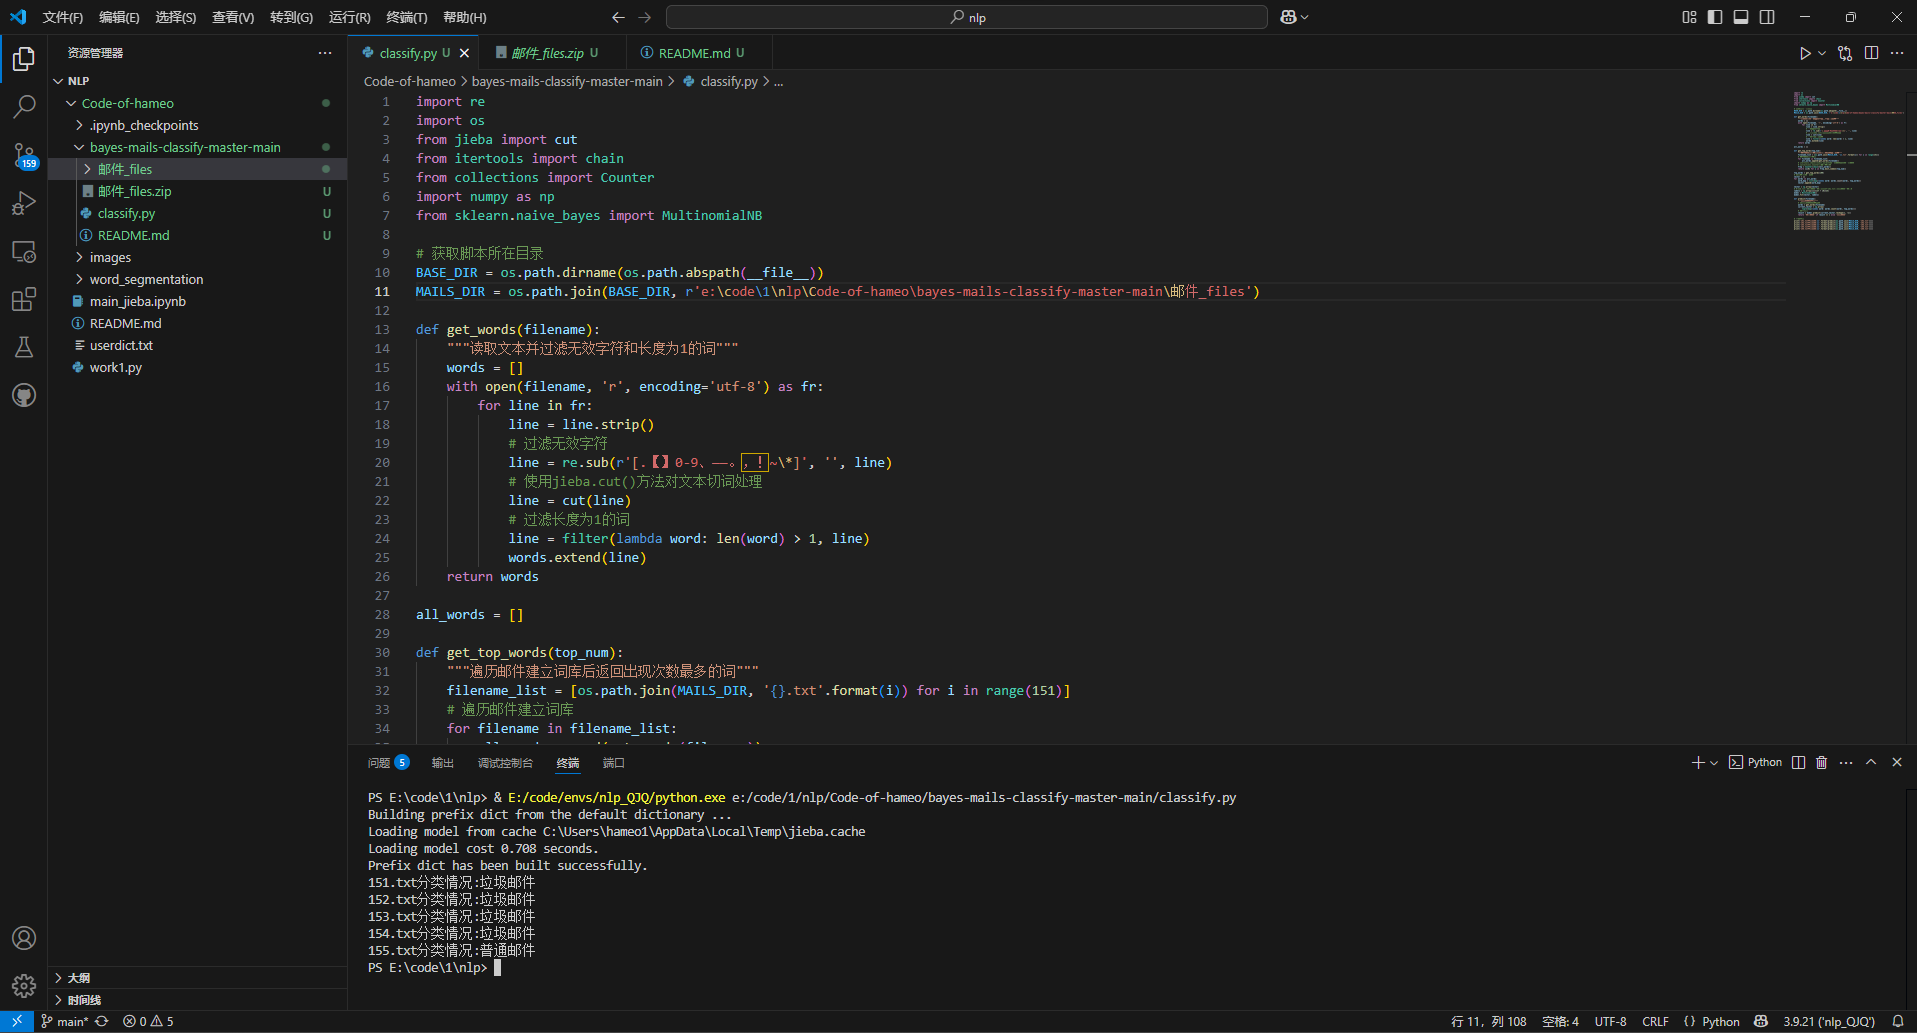 文件(F) 编辑(E) 选择(S) 查看(V) 转到(G) 运行(R) 终端(T) 帮助(H)
nlp
资源管理器
NLP
Code-of-hameo
.ipynb_checkpoints
bayes-mails-classify-master-main
邮件_files
邮件_files.zip U
classify.py U
README.md U
images
word_segmentation
main_jieba.ipynb
README.md
userdict.txt
work1.py
159
大纲
时间线
classify.py U 邮件_files.zip U README.md U
Code-of-hameo > bayes-mails-classify-master-main > classify.py > ...
1 import re
2 import os
3 from jieba import cut
4 from itertools import chain
5 from collections import Counter
6 import numpy as np
7 from sklearn.naive_bayes import MultinomialNB
8
9 # 获取脚本所在目录
10 BASE_DIR = os.path.dirname(os.path.abspath(__file__))
11 MAILS_DIR = os.path.join(BASE_DIR, r'e:\code\1\nlp\Code-of-hameo\bayes-mails-classify-master-main\邮件_files')
12
13 def get_words(filename):
14 """读取文本并过滤无效字符和长度为1的词"""
15 words = []
16 with open(filename, 'r', encoding='utf-8') as fr:
17 for line in fr:
18 line = line.strip()
19 # 过滤无效字符
20 line = re.sub(r'[.【】0-9、——。，！~\*]', '', line)
21 # 使用jieba.cut()方法对文本切词处理
22 line = cut(line)
23 # 过滤长度为1的词
24 line = filter(lambda word: len(word) > 1, line)
25 words.extend(line)
26 return words
27
28 all_words = []
29
30 def get_top_words(top_num):
31 """遍历邮件建立词库后返回出现次数最多的词"""
32 filename_list = [os.path.join(MAILS_DIR, '{}.txt'.format(i)) for i in range(151)]
33 # 遍历邮件建立词库
34 for filename in filename_list:
问题 5 输出 调试控制台 终端 端口
Python
PS E:\code\1\nlp> & E:/code/envs/nlp_QJQ/python.exe e:/code/1/nlp/Code-of-hameo/bayes-mails-classify-master-main/classify.py
Building prefix dict from the default dictionary ...
Loading model from cache C:\Users\hameo1\AppData\Local\Temp\jieba.cache
Loading model cost 0.708 seconds.
Prefix dict has been built successfully.
151.txt分类情况:垃圾邮件
152.txt分类情况:垃圾邮件
153.txt分类情况:垃圾邮件
154.txt分类情况:垃圾邮件
155.txt分类情况:普通邮件
PS E:\code\1\nlp>
main* 0 5 行 11, 列 108 空格: 4 UTF-8 CRLF {} Python 3.9.21 ('nlp_QJQ')